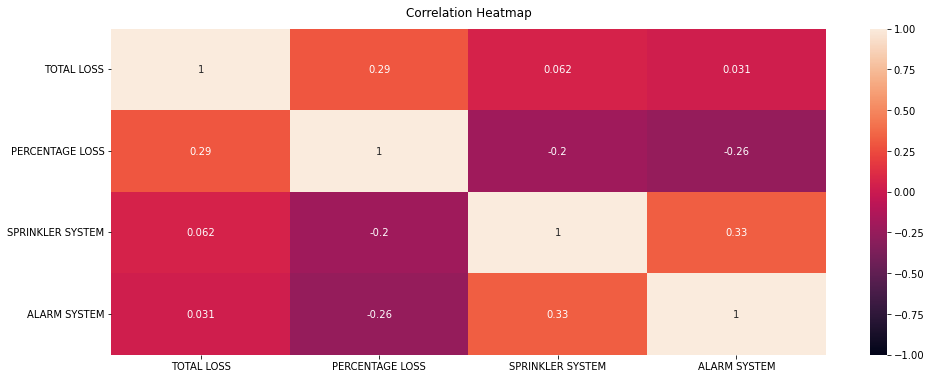 Correlation Heatmap
TOTAL LOSS 1 0.29 0.062 0.031
PERCENTAGE LOSS 0.29 1 -0.2 -0.26
SPRINKLER SYSTEM 0.062 -0.2 1 0.33
ALARM SYSTEM 0.031 -0.26 0.33 1
TOTAL LOSS PERCENTAGE LOSS SPRINKLER SYSTEM ALARM SYSTEM
1.00
0.75
0.50
0.25
0.00
−0.25
−0.50
−0.75
−1.00